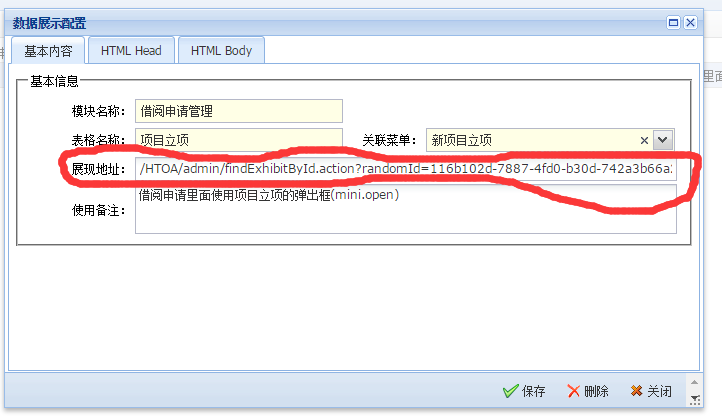 数据展示配置
基本内容 HTML Head HTML Body
基本信息
模块名称： 借阅申请管理
表格名称： 项目立项 关联菜单： 新项目立项
展现地址： /HTOA/admin/findExhibitById.action?randomId=116b102d-7887-4fd0-b30d-742a3b66a
使用备注： 借阅申请里面使用项目立项的弹出框(mini.open)
保存 删除 关闭
里面